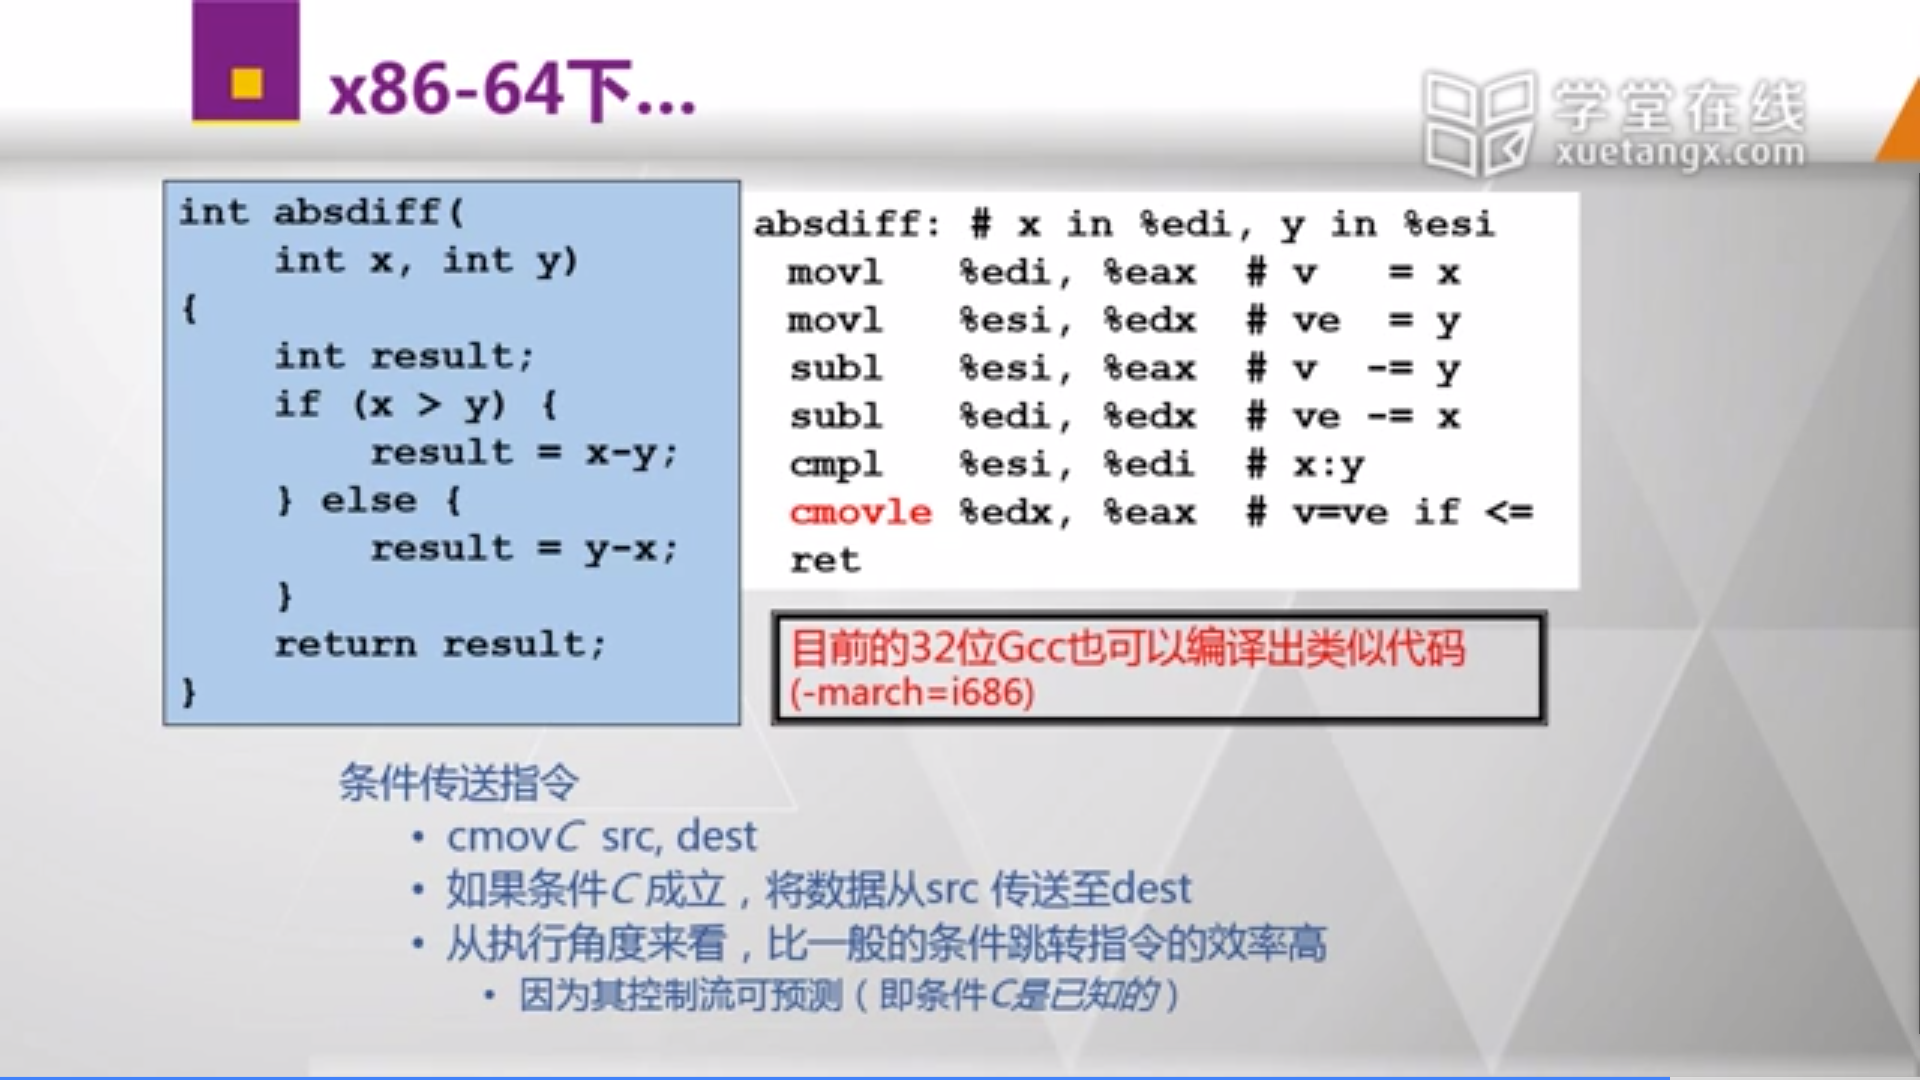 x86-64下...
学堂在线
xuetangx.com
int absdiff(
int x, int y)
{
int result;
if (x > y) {
result = x-y;
} else {
result = y-x;
}
return result;
}
absdiff: # x in %edi, y in %esi
movl %edi, %eax # v = x
movl %esi, %edx # ve = y
subl %esi, %eax # v -= y
subl %edi, %edx # ve -= x
cmpl %esi, %edi # x:y
cmovle %edx, %eax # v=ve if <=
ret
目前的32位Gcc也可以编译出类似代码
(-march=i686)
条件传送指令
• cmovC src, dest
• 如果条件C 成立，将数据从src 传送至dest
• 从执行角度来看，比一般的条件跳转指令的效率高
• 因为其控制流可预测（即条件C是已知的）